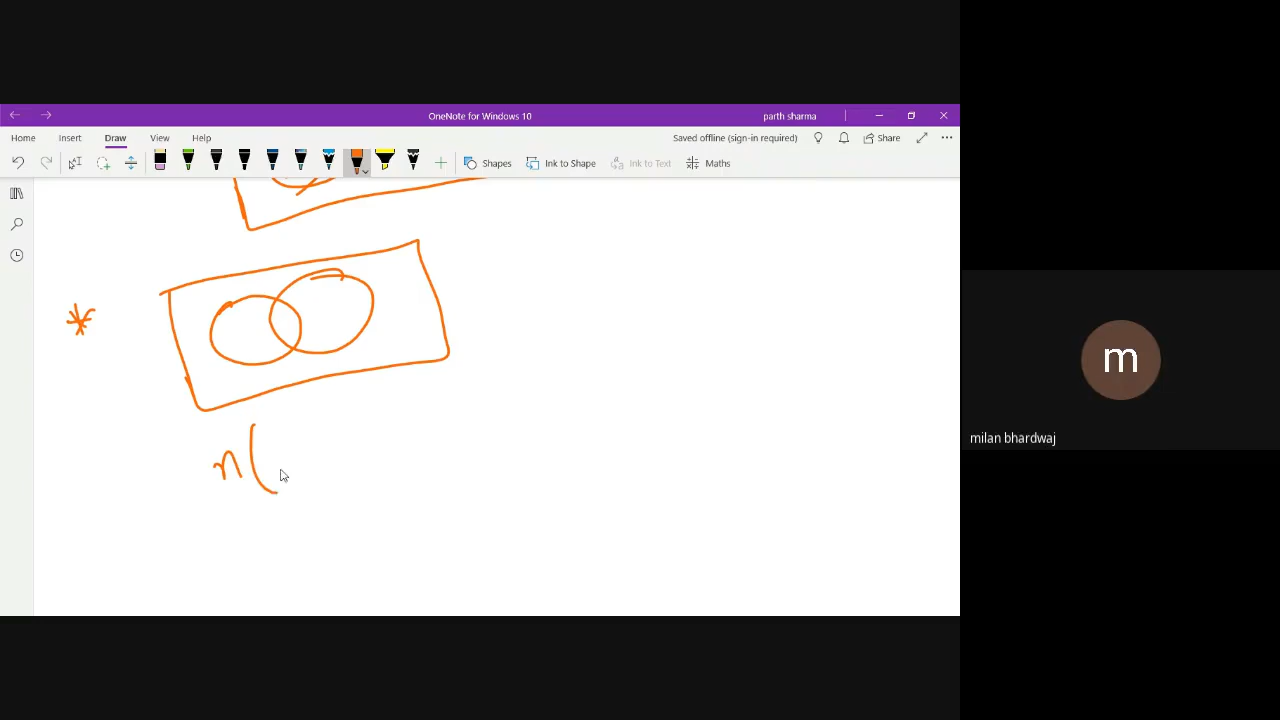 OneNote for Windows 10
parth sharma
Home Insert Draw View Help
Saved offline (sign-in required)
Share
Shapes
Ink to Shape
Ink to Text
Maths
*
n(
m
milan bhardwaj